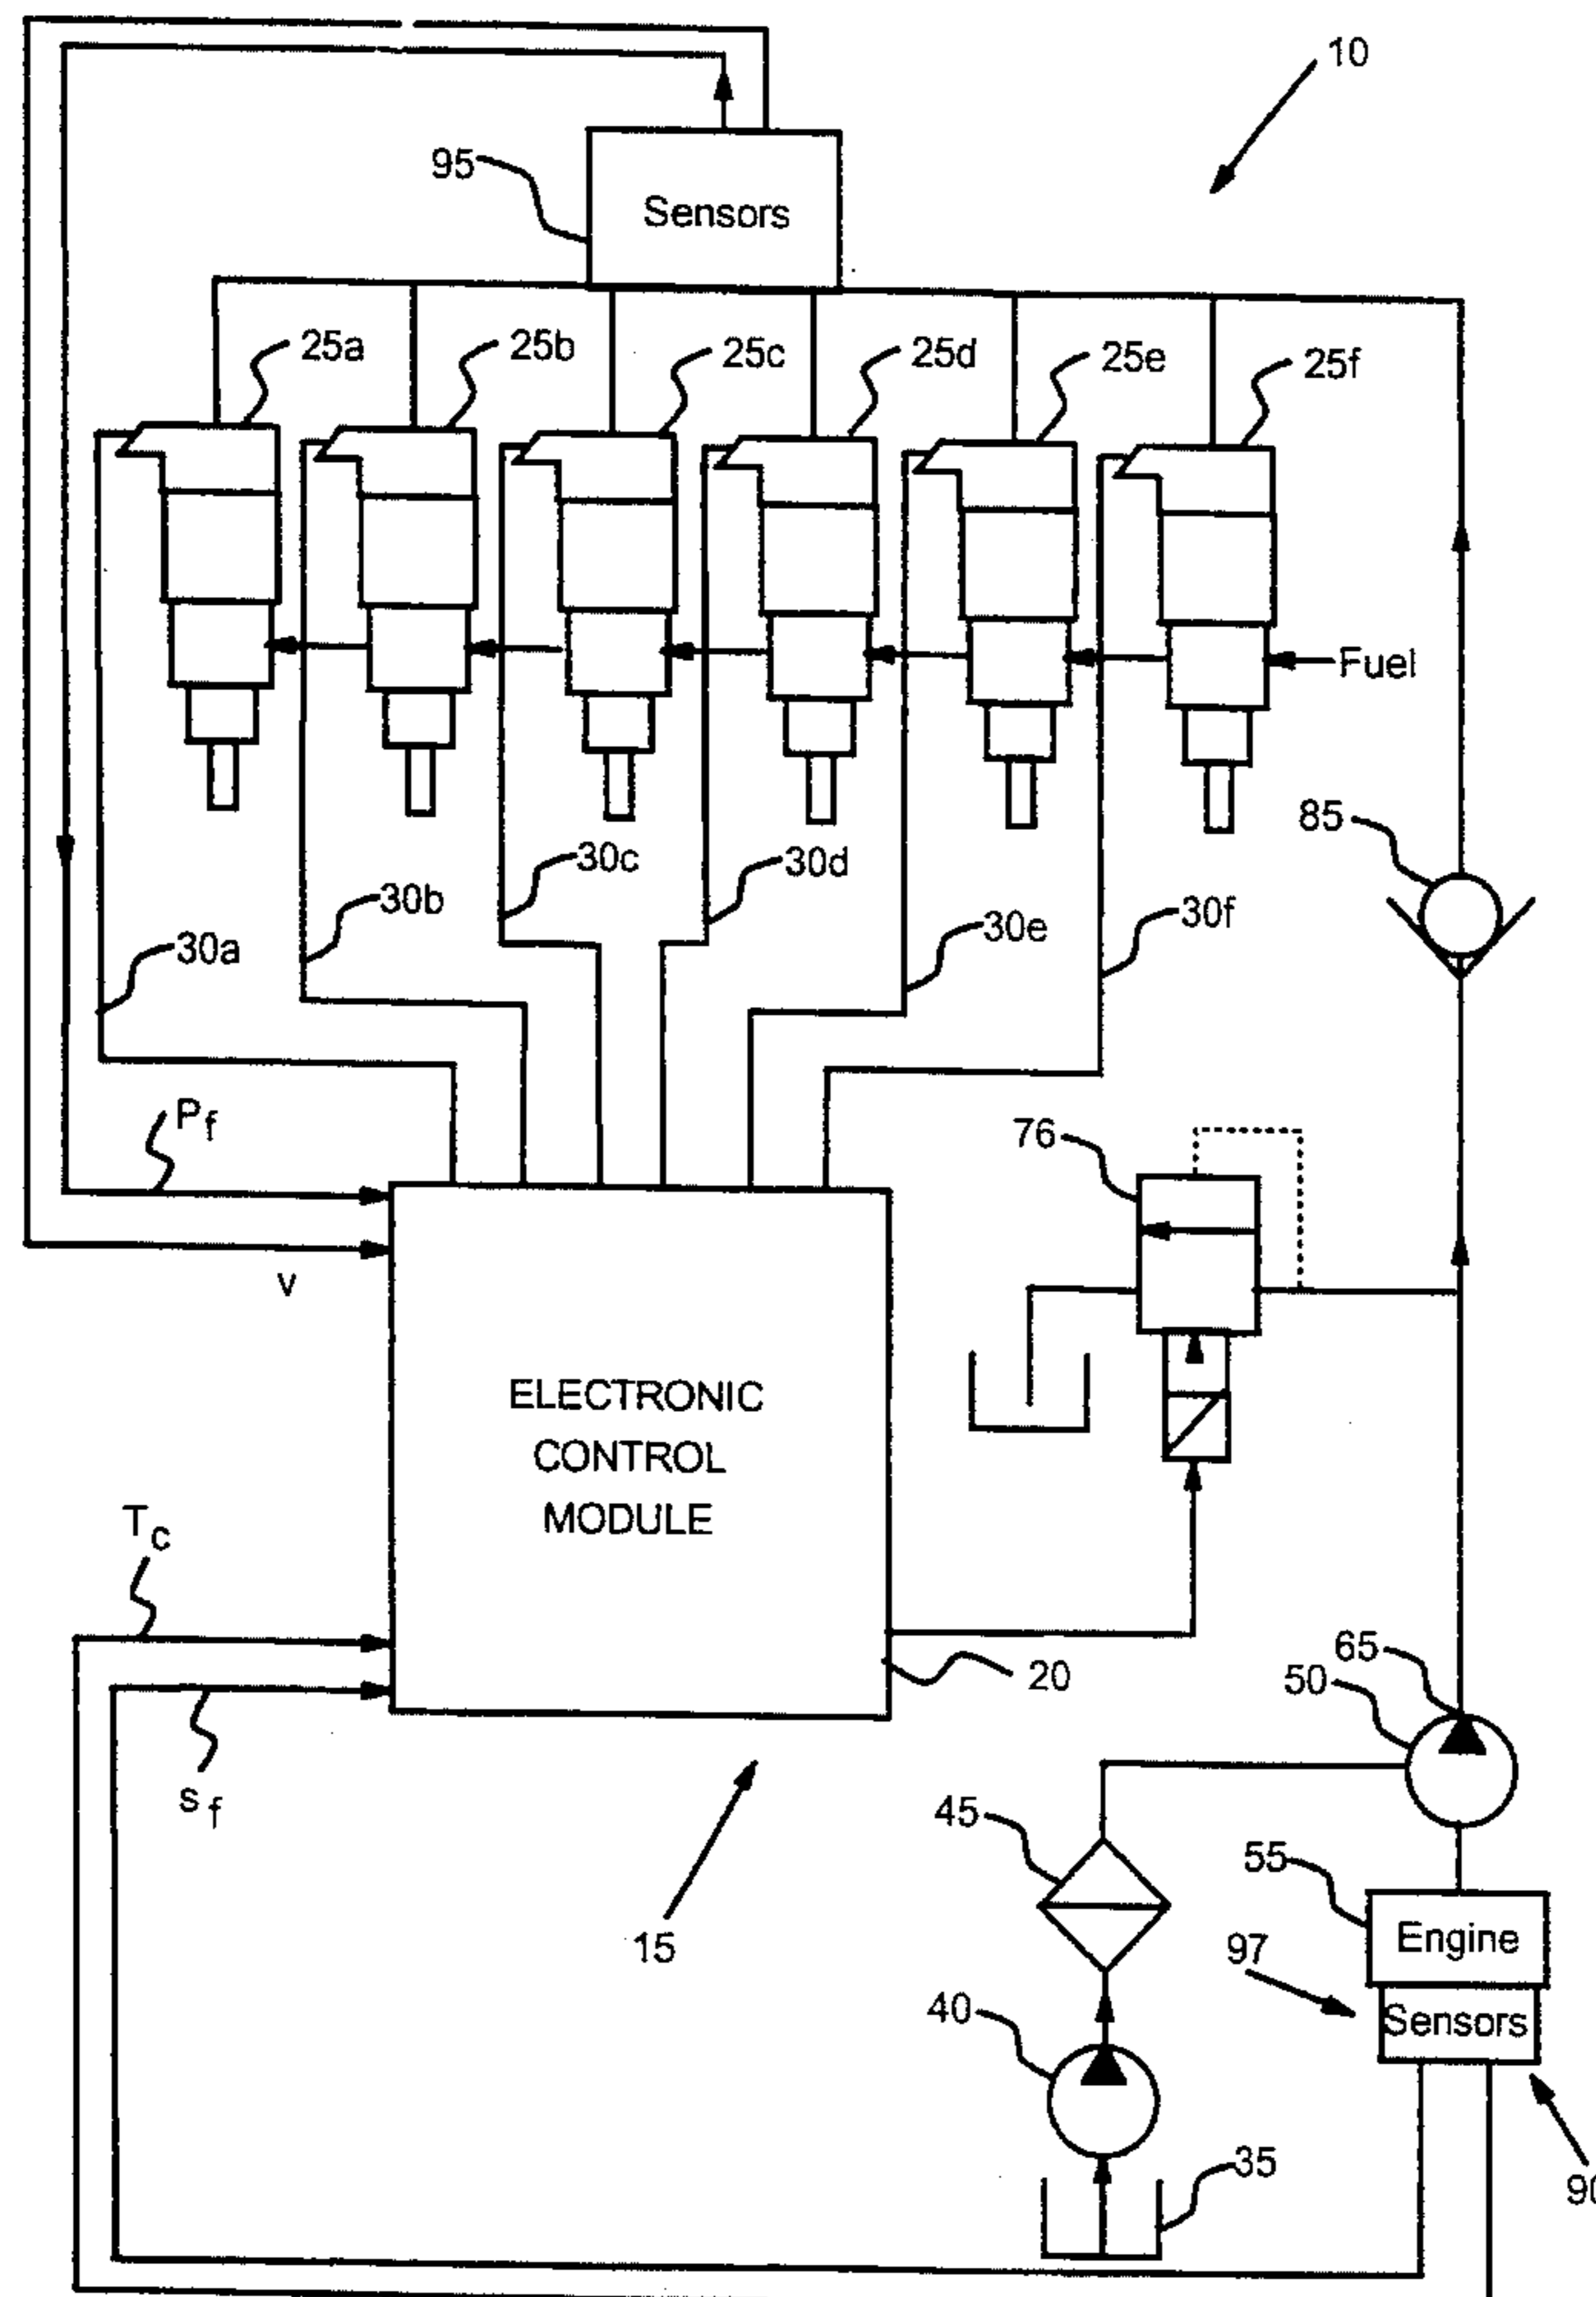 10
95
Sensors
25a
25b
25c
25d
25e
25f
Fuel
85
30a
30b
30c
30d
30e
30f
Pf
76
v
ELECTRONIC
CONTROL
MODULE
Tc
sf
20
65
50
45
55
Engine
15
97
Sensors
40
35